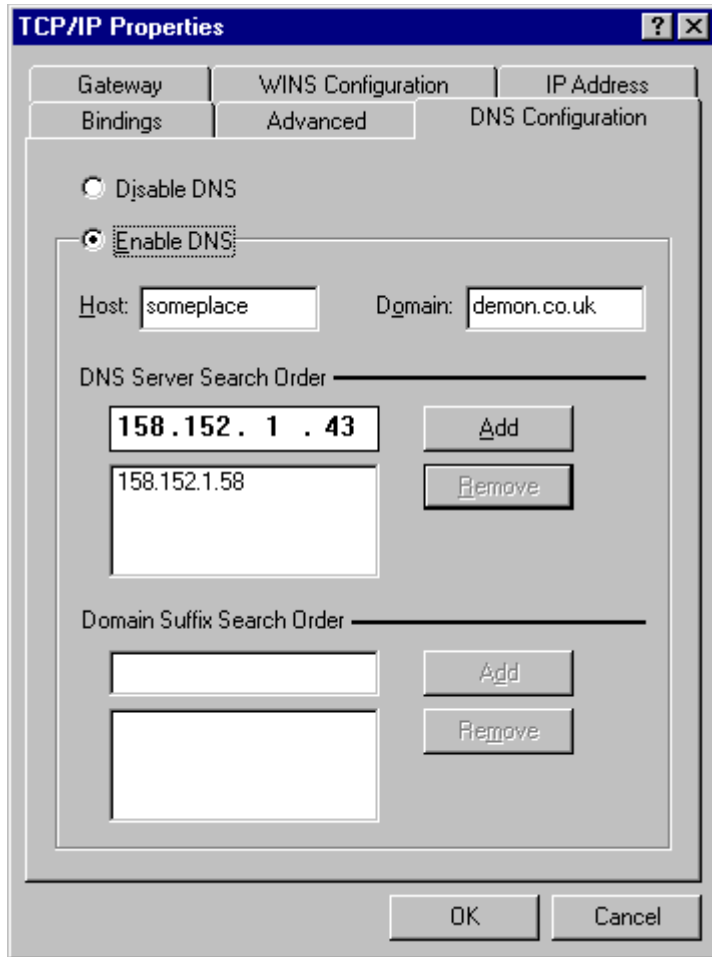 TCP/IP Properties
Gateway WINS Configuration IP Address
Bindings Advanced DNS Configuration
Disable DNS
Enable DNS
Host: someplace Domain: demon.co.uk
DNS Server Search Order
158.152. 1 . 43 Add
158.152.1.58 Remove
Domain Suffix Search Order
Add
Remove
OK Cancel